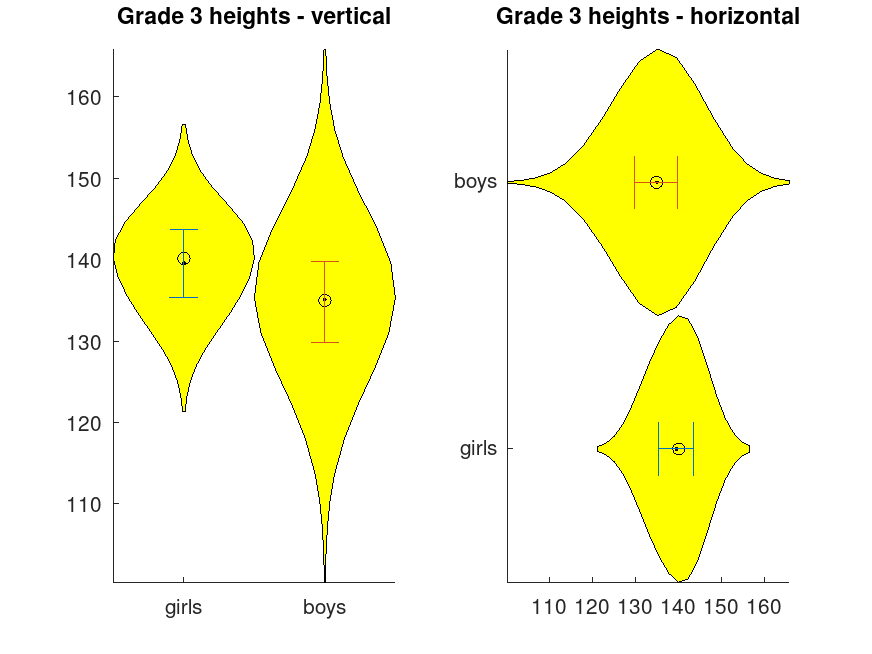 Grade 3 heights - vertical
160
150
140
130
120
110
girls boys
Grade 3 heights - horizontal
boys
girls
110 120 130 140 150 160